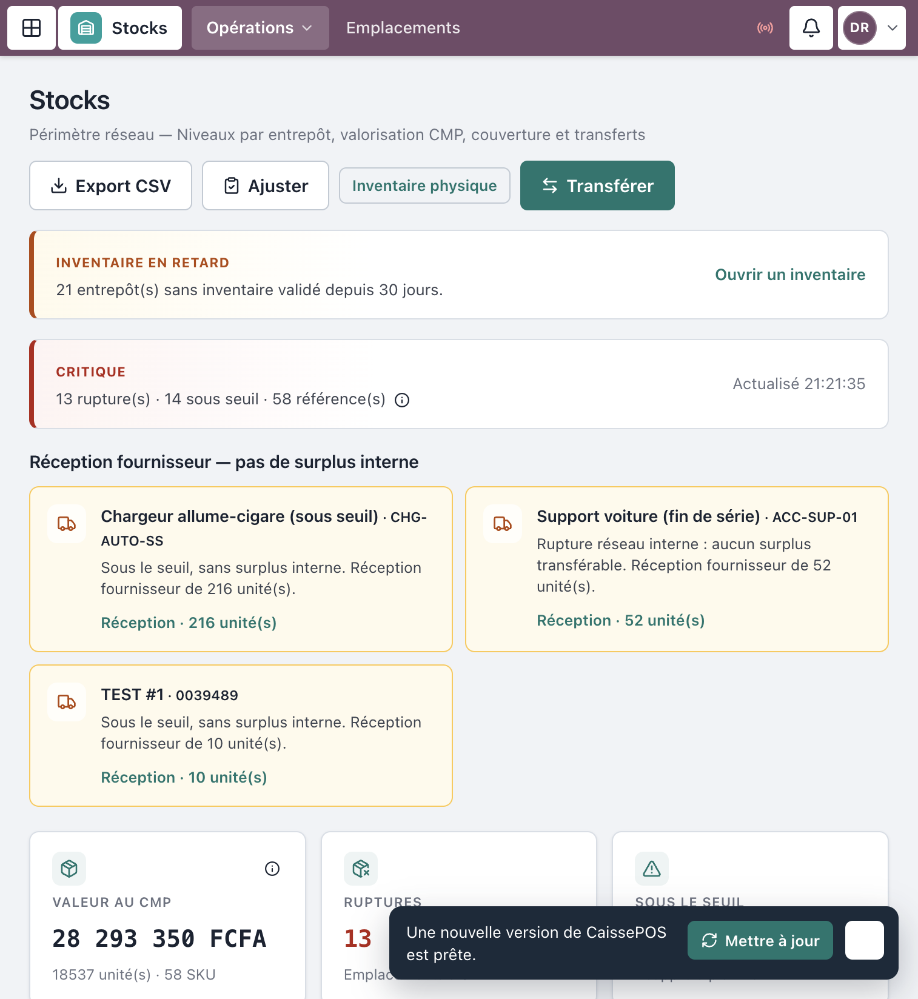 Stocks
Opérations
Emplacements
DR
Stocks
Périmètre réseau — Niveaux par entrepôt, valorisation CMP, couverture et transferts
Export CSV
Ajuster
Inventaire physique
Transférer
INVENTAIRE EN RETARD
21 entrepôt(s) sans inventaire validé depuis 30 jours.
Ouvrir un inventaire
CRITIQUE
13 rupture(s) · 14 sous seuil · 58 référence(s)
Actualisé 21:21:35
Réception fournisseur — pas de surplus interne
Chargeur allume-cigare (sous seuil) · CHG-
AUTO-SS
Sous le seuil, sans surplus interne. Réception
fournisseur de 216 unité(s).
Réception · 216 unité(s)
Support voiture (fin de série) · ACC-SUP-01
Rupture réseau interne : aucun surplus
transférable. Réception fournisseur de 52
unité(s).
Réception · 52 unité(s)
TEST #1 · 0039489
Sous le seuil, sans surplus interne. Réception
fournisseur de 10 unité(s).
Réception · 10 unité(s)
VALEUR AU CMP
28 293 350 FCFA
18537 unité(s) · 58 SKU
RUPTURES
13
SOUS LE SEUIL
Une nouvelle version de CaissePOS
est prête.
Mettre à jour